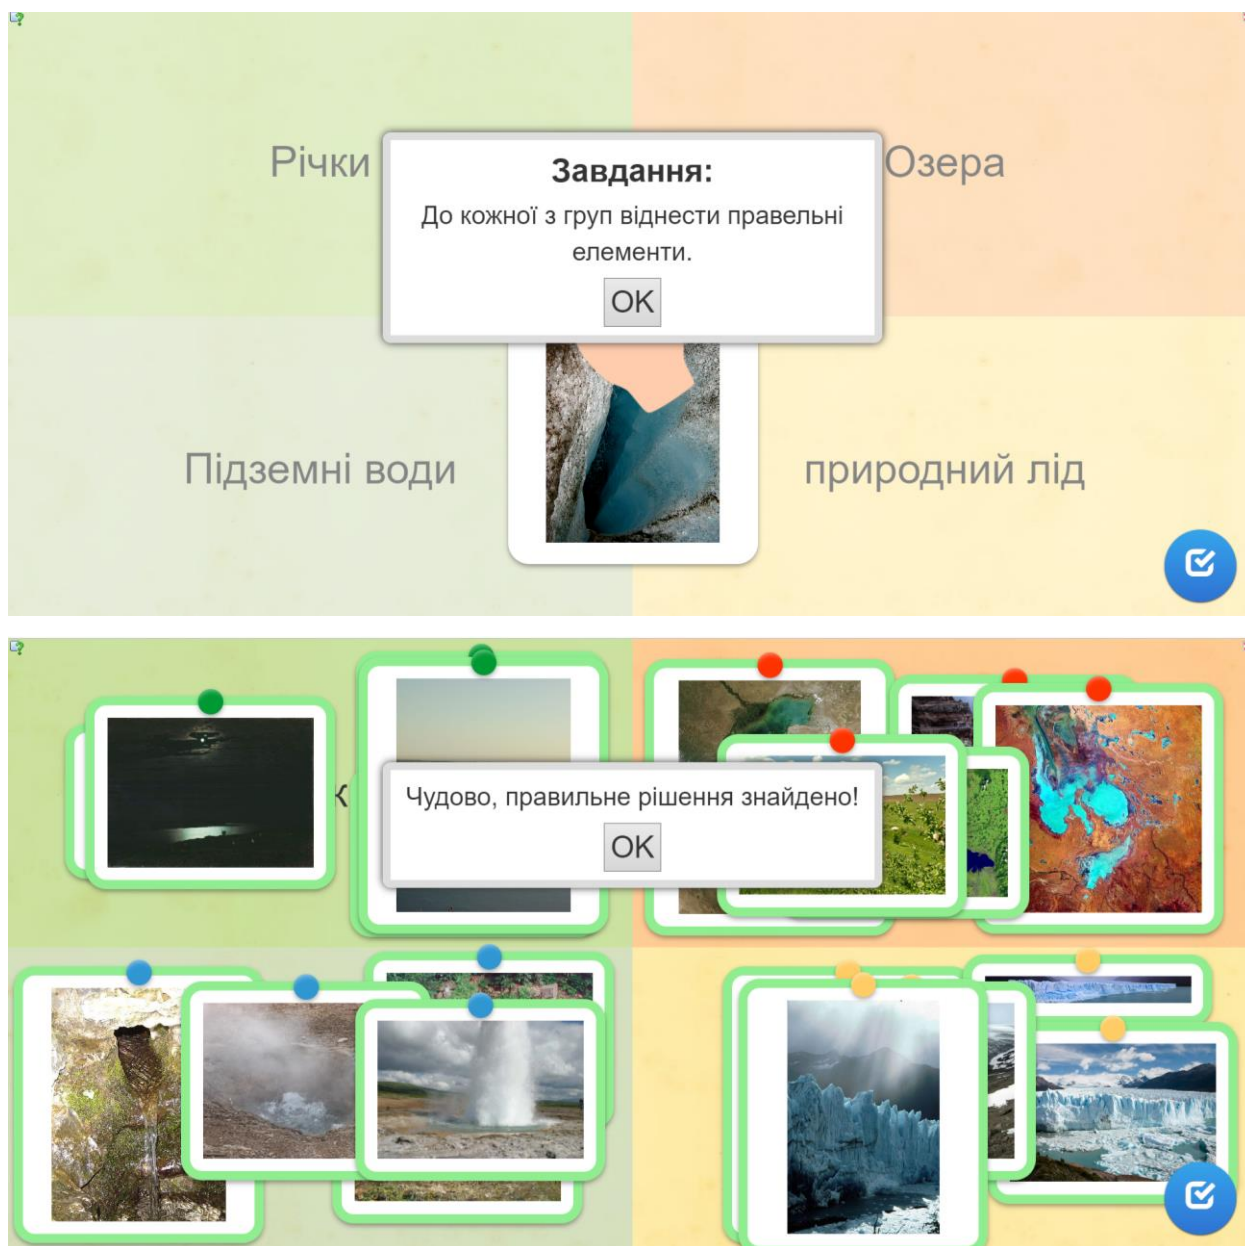 Річки
Озера
Завдання:
До кожної з груп віднести правельні
елементи.
OK
Підземні води
природний лід
к
Чудово, правильне рішення знайдено!
OK